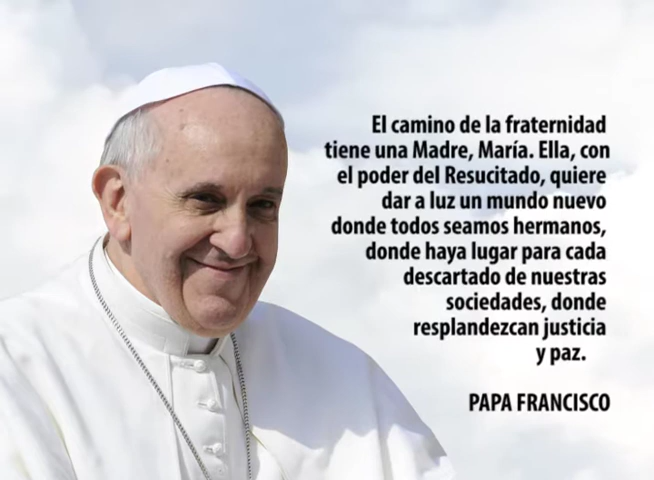 El camino de la fraternidad
tiene una Madre, María. Ella, con
el poder del Resucitado, quiere
dar a luz un mundo nuevo
donde todos seamos hermanos,
donde haya lugar para cada
descartado de nuestras
sociedades, donde
resplandezcan justicia
y paz.
PAPA FRANCISCO